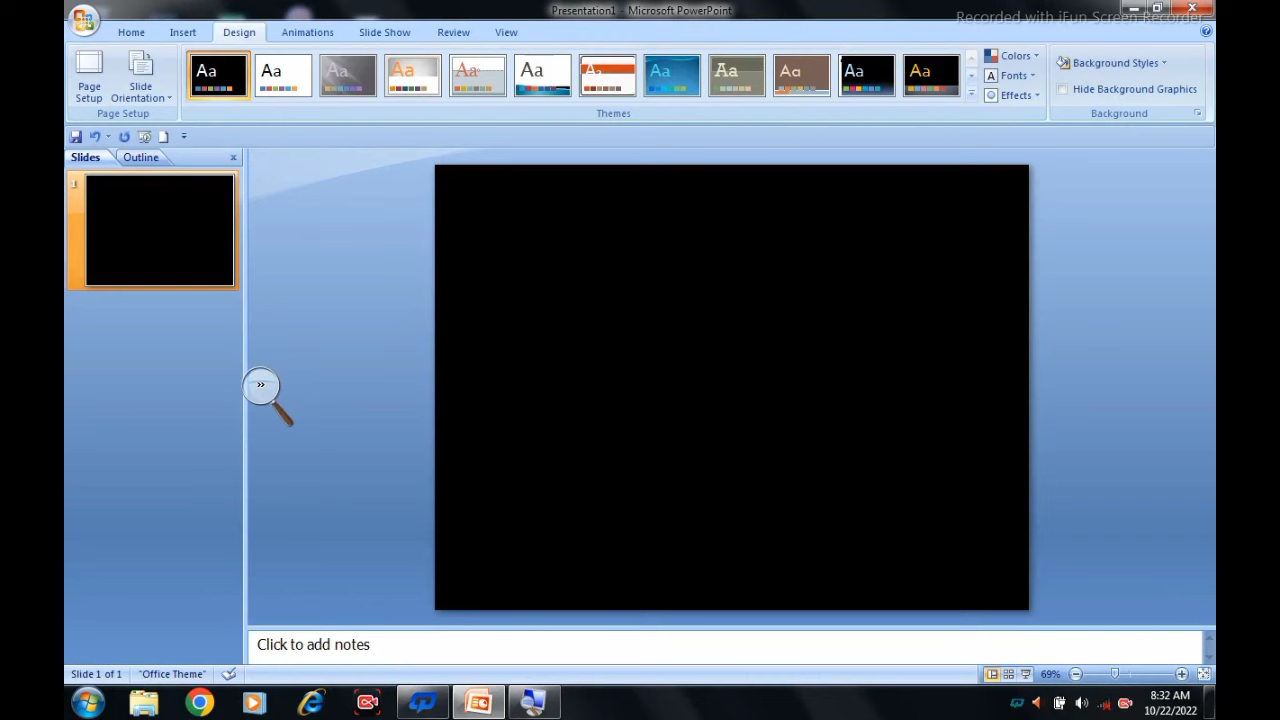 Presentation1 - Microsoft PowerPoint
Recorded with iFun Screen Recorder
Home Insert Design Animations Slide Show Review View
Page Setup
Slide Orientation
Page Setup
Aa Aa Aa Aa Aa Aa Aa Aa Aa Aa Aa Aa
Themes
Colors
Fonts
Effects
Background Styles
Hide Background Graphics
Background
Slides Outline
1
»
Click to add notes
Slide 1 of 1 "Office Theme"
69%
8:32 AM
10/22/2022